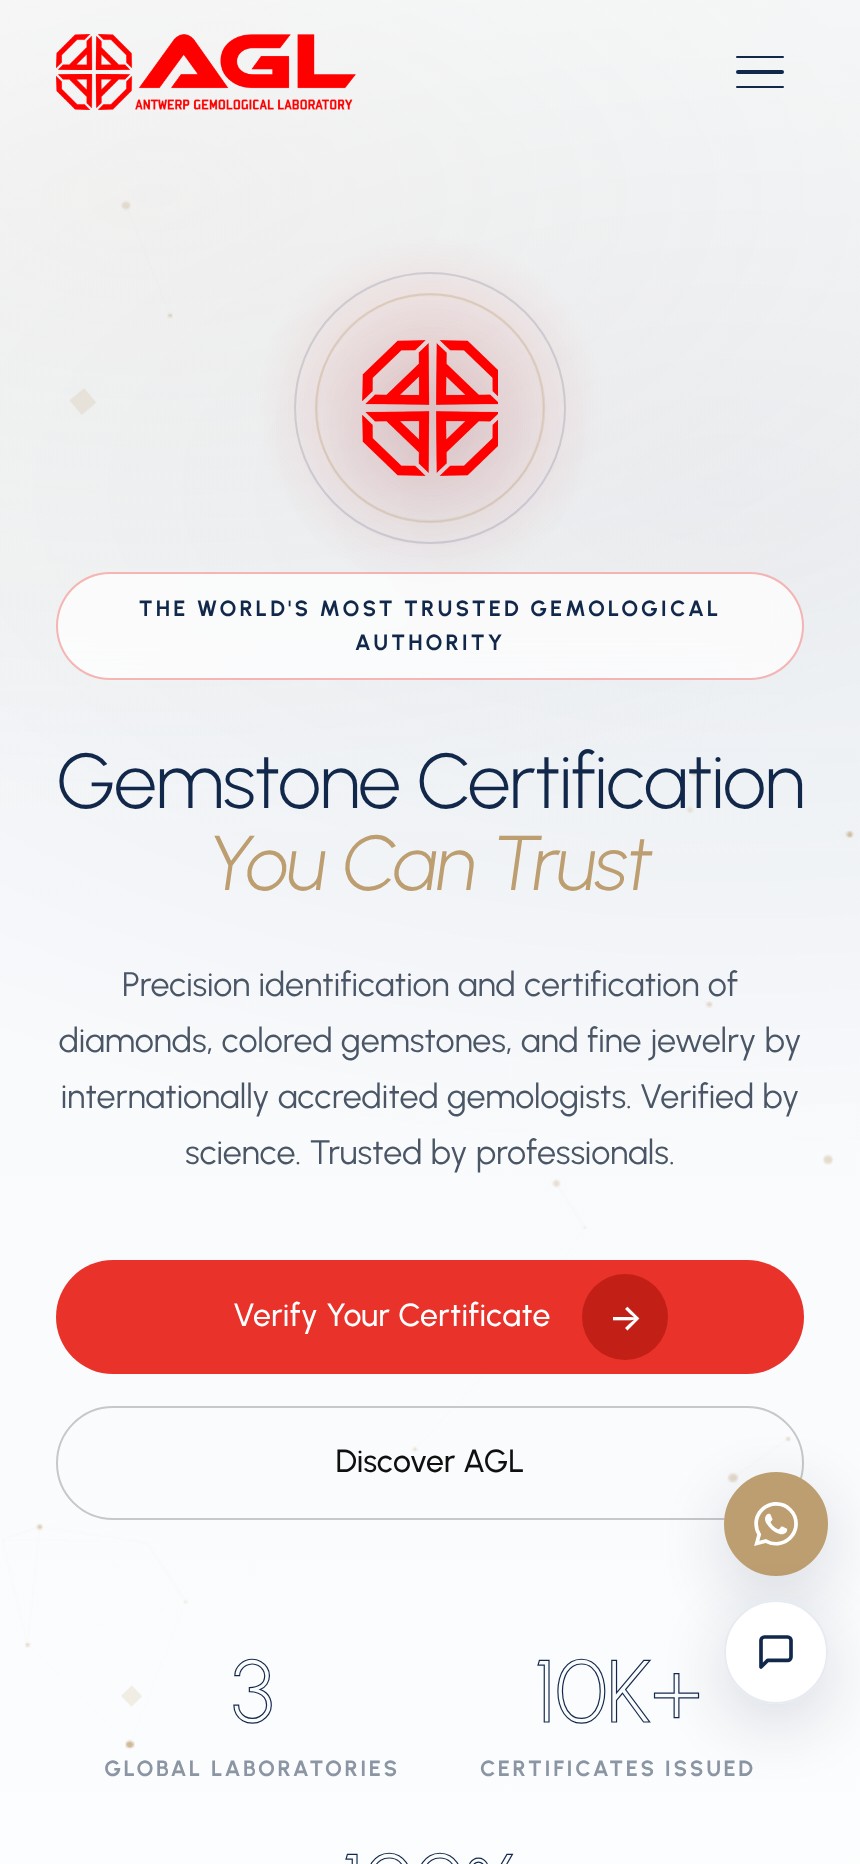 AGL
ANTWERP GEMOLOGICAL LABORATORY
THE WORLD'S MOST TRUSTED GEMOLOGICAL
AUTHORITY
Gemstone Certification
You Can Trust
Precision identification and certification of
diamonds, colored gemstones, and fine jewelry by
internationally accredited gemologists. Verified by
science. Trusted by professionals.
Verify Your Certificate
Discover AGL
3
10K+
GLOBAL LABORATORIES
CERTIFICATES ISSUED